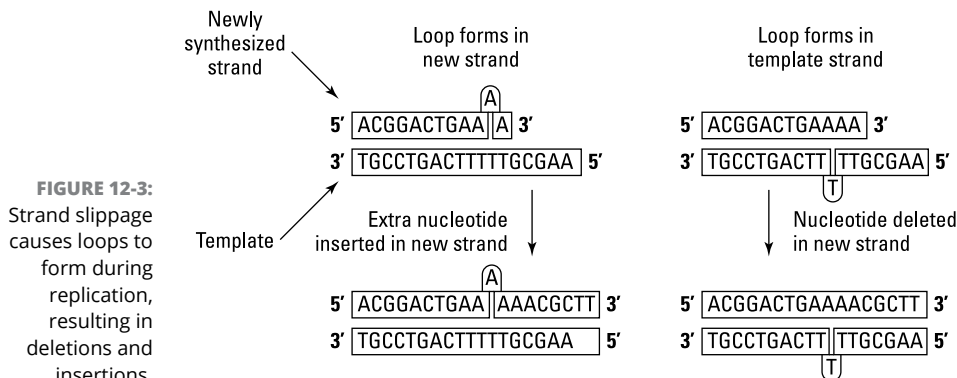 Newly
synthesized
strand
Loop forms in
new strand
Loop forms in
template strand
A
5' ACGGACTGAA A 3'
3' TGCCTGACTTTTTGCGAA 5'
5' ACGGACTGAAAA 3'
3' TGCCTGACTT TTGCGAA 5'
T
Template
Extra nucleotide
inserted in new strand
Nucleotide deleted
in new strand
A
5' ACGGACTGAA AAACGCTT 3'
3' TGCCTGACTTTTTGCGAA 5'
5' ACGGACTGAAAACGCTT 3'
3' TGCCTGACTT TTGCGAA 5'
T
FIGURE 12-3:
Strand slippage
causes loops to
form during
replication,
resulting in
deletions and
insertions.